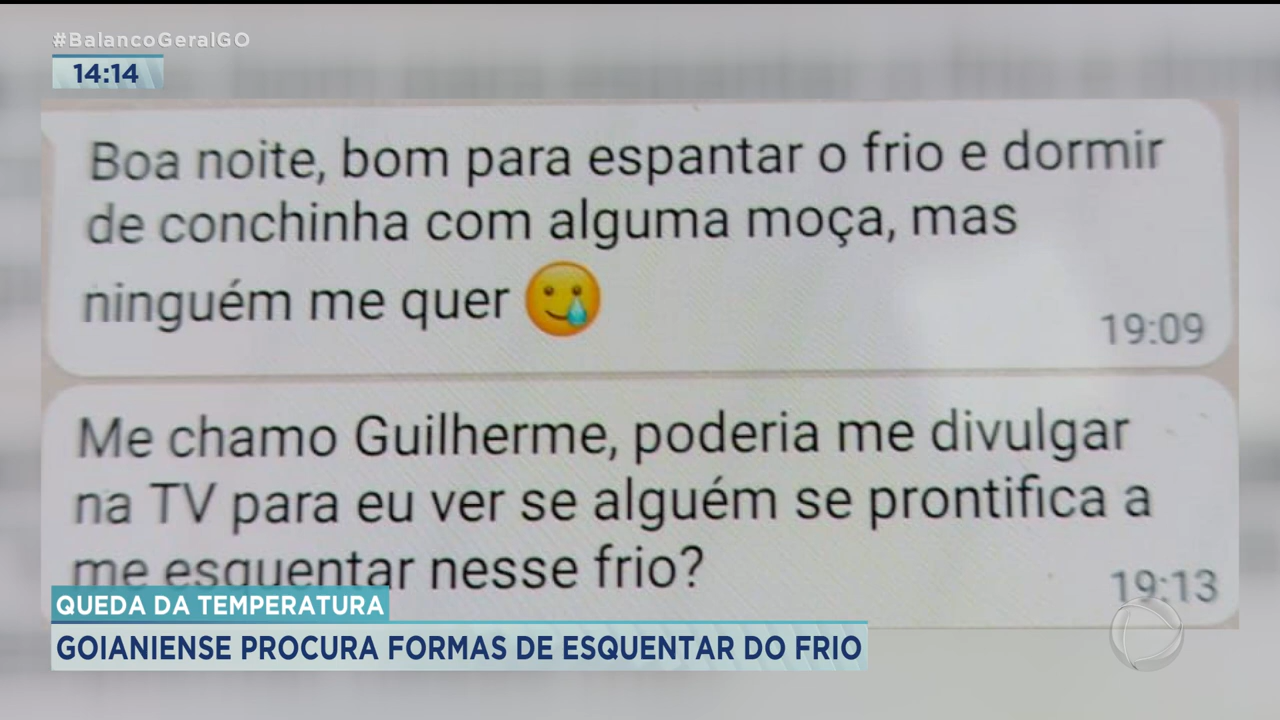 #BalancoGeralGO
14:14
Boa noite, bom para espantar o frio e dormir
de conchinha com alguma moça, mas
ninguém me quer 🥲
19:09
Me chamo Guilherme, poderia me divulgar
na TV para eu ver se alguém se prontifica a
me esquentar nesse frio?
19:13
QUEDA DA TEMPERATURA
GOIANIENSE PROCURA FORMAS DE ESQUENTAR DO FRIO